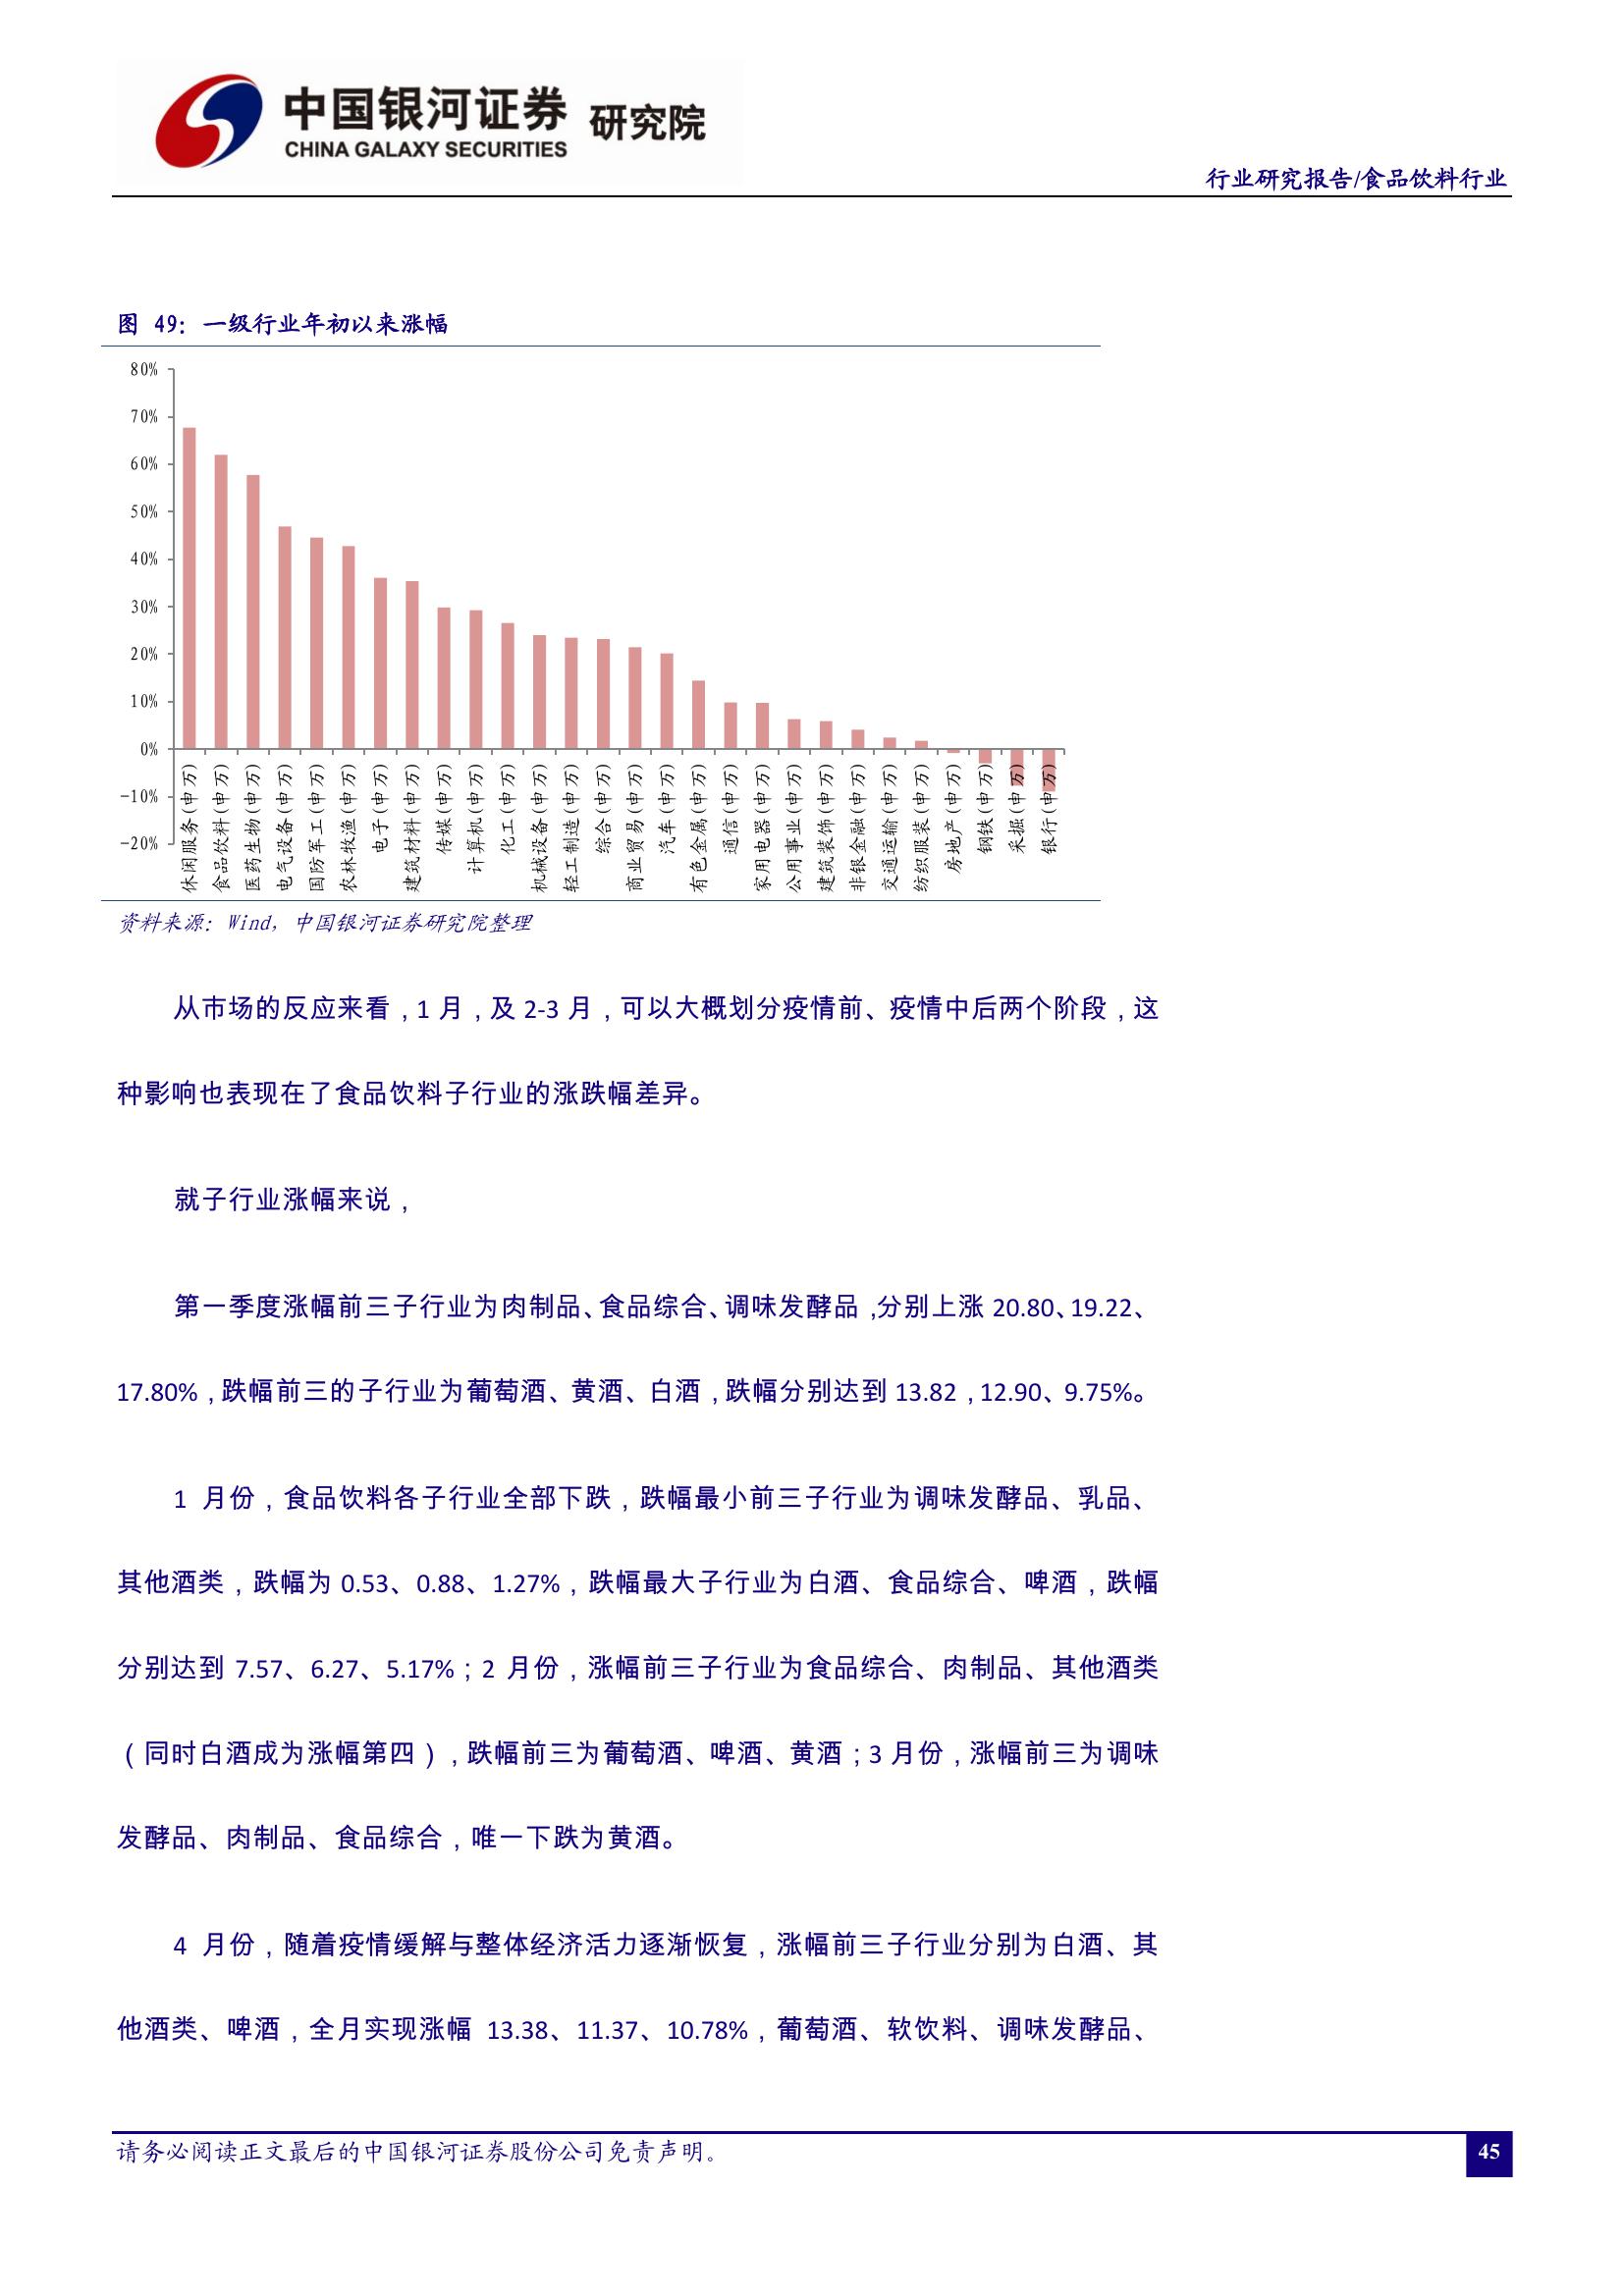 中国银河证券 研究院
CHINA GALAXY SECURITIES
行业研究报告/食品饮料行业
图 49：一级行业年初以来涨幅
80%
70%
60%
50%
40%
30%
20%
10%
0%
-10%
-20%
休闲服务(申万)
食品饮料(申万)
医药生物(申万)
电气设备(申万)
国防军工(申万)
农林牧渔(申万)
电子(申万)
建筑材料(申万)
传媒(申万)
计算机(申万)
化工(申万)
机械设备(申万)
轻工制造(申万)
综合(申万)
商业贸易(申万)
汽车(申万)
有色金属(申万)
通信(申万)
家用电器(申万)
公用事业(申万)
建筑装饰(申万)
非银金融(申万)
交通运输(申万)
纺织服装(申万)
房地产(申万)
钢铁(申万)
采掘(申万)
银行(申万)
资料来源：Wind，中国银河证券研究院整理
从市场的反应来看，1 月，及 2-3 月，可以大概划分疫情前、疫情中后两个阶段，这
种影响也表现在了食品饮料子行业的涨跌幅差异。
就子行业涨幅来说，
第一季度涨幅前三子行业为肉制品、食品综合、调味发酵品，分别上涨 20.80、19.22、
17.80%，跌幅前三的子行业为葡萄酒、黄酒、白酒，跌幅分别达到 13.82，12.90、9.75%。
1 月份，食品饮料各子行业全部下跌，跌幅最小前三子行业为调味发酵品、乳品、
其他酒类，跌幅为 0.53、0.88、1.27%，跌幅最大子行业为白酒、食品综合、啤酒，跌幅
分别达到 7.57、6.27、5.17%；2 月份，涨幅前三子行业为食品综合、肉制品、其他酒类
（同时白酒成为涨幅第四），跌幅前三为葡萄酒、啤酒、黄酒；3 月份，涨幅前三为调味
发酵品、肉制品、食品综合，唯一下跌为黄酒。
4 月份，随着疫情缓解与整体经济活力逐渐恢复，涨幅前三子行业分别为白酒、其
他酒类、啤酒，全月实现涨幅 13.38、11.37、10.78%，葡萄酒、软饮料、调味发酵品、
请务必阅读正文最后的中国银河证券股份公司免责声明。
45